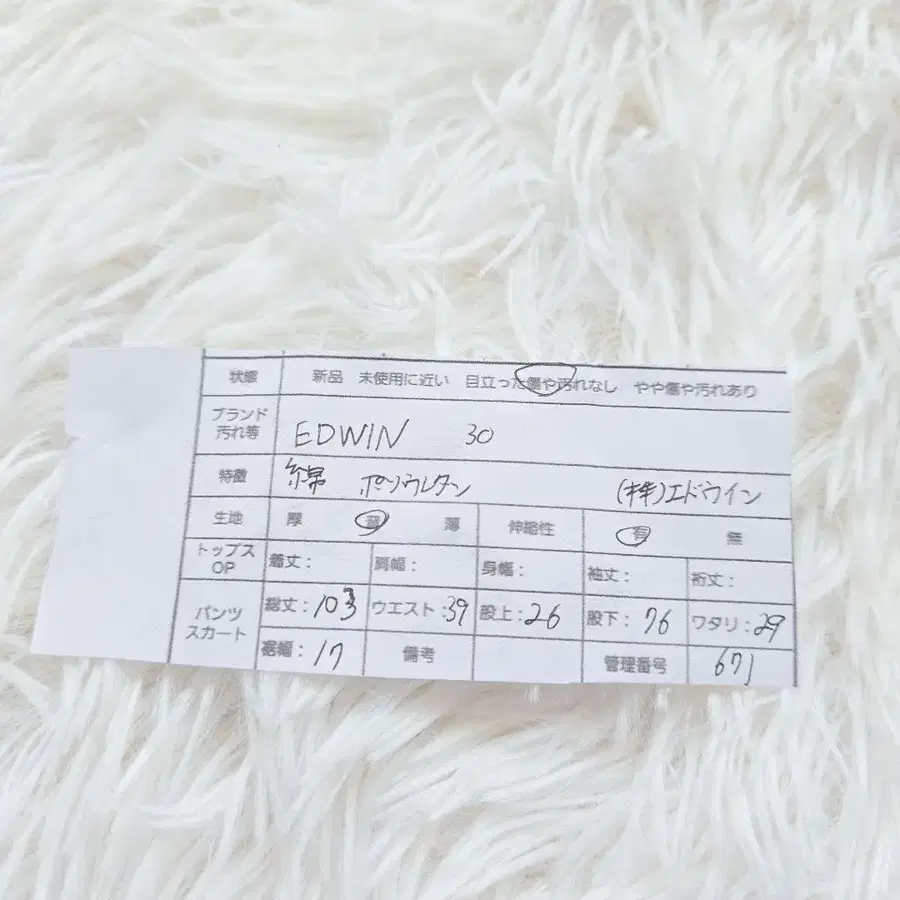 状態 新品 未使用に近い 目立った傷や汚れなし やや傷や汚れあり
ブランド
汚れ等 EDWIN 30
特徴 綿 ポリウレタン (株)エドウイン
生地 厚 普 薄 伸縮性 有 無
トップス
OP 着丈： 肩幅： 身幅： 袖丈： 裄丈：
パンツ
スカート 総丈：103 ウエスト：39 股上：26 股下：76 ワタリ：29
裾幅：17 備考 管理番号 671